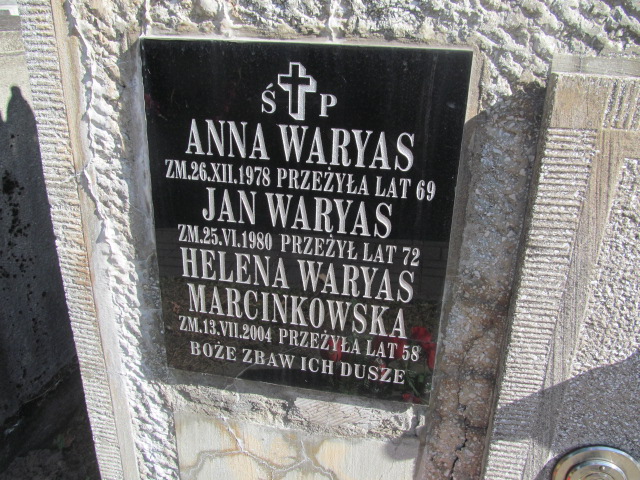 Ś P
ANNA WARYAS
ZM.26.XII.1978 PRZEŻYŁA LAT 69
JAN WARYAS
ZM.25.VI.1980 PRZEŻYŁ LAT 72
HELENA WARYAS
MARCINKOWSKA
ZM.13.VII.2004 PRZEŻYŁA LAT 58
BOŻE ZBAW ICH DUSZE